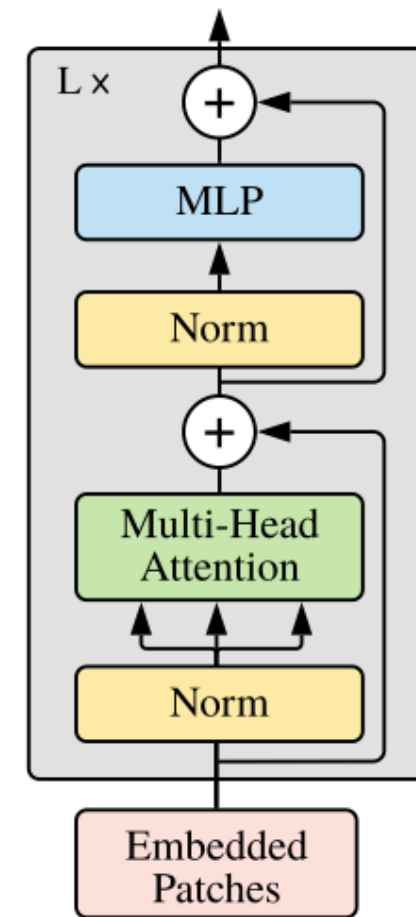 L ×
+
MLP
Norm
+
Multi-Head
Attention
Norm
Embedded
Patches